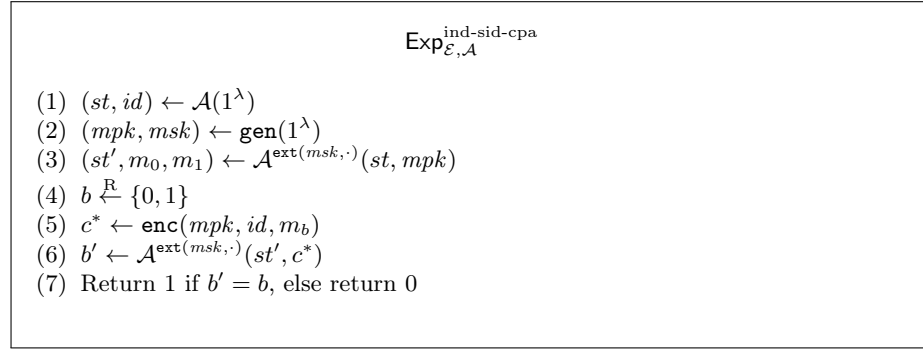 Exp^{ind-sid-cpa}_{ℰ,𝒜}
(1) (st, id) ← 𝒜(1^λ)
(2) (mpk, msk) ← gen(1^λ)
(3) (st′, m_0, m_1) ← 𝒜^{ext(msk,·)}(st, mpk)
(4) b ←^R {0, 1}
(5) c^* ← enc(mpk, id, m_b)
(6) b′ ← 𝒜^{ext(msk,·)}(st′, c^*)
(7) Return 1 if b′ = b, else return 0